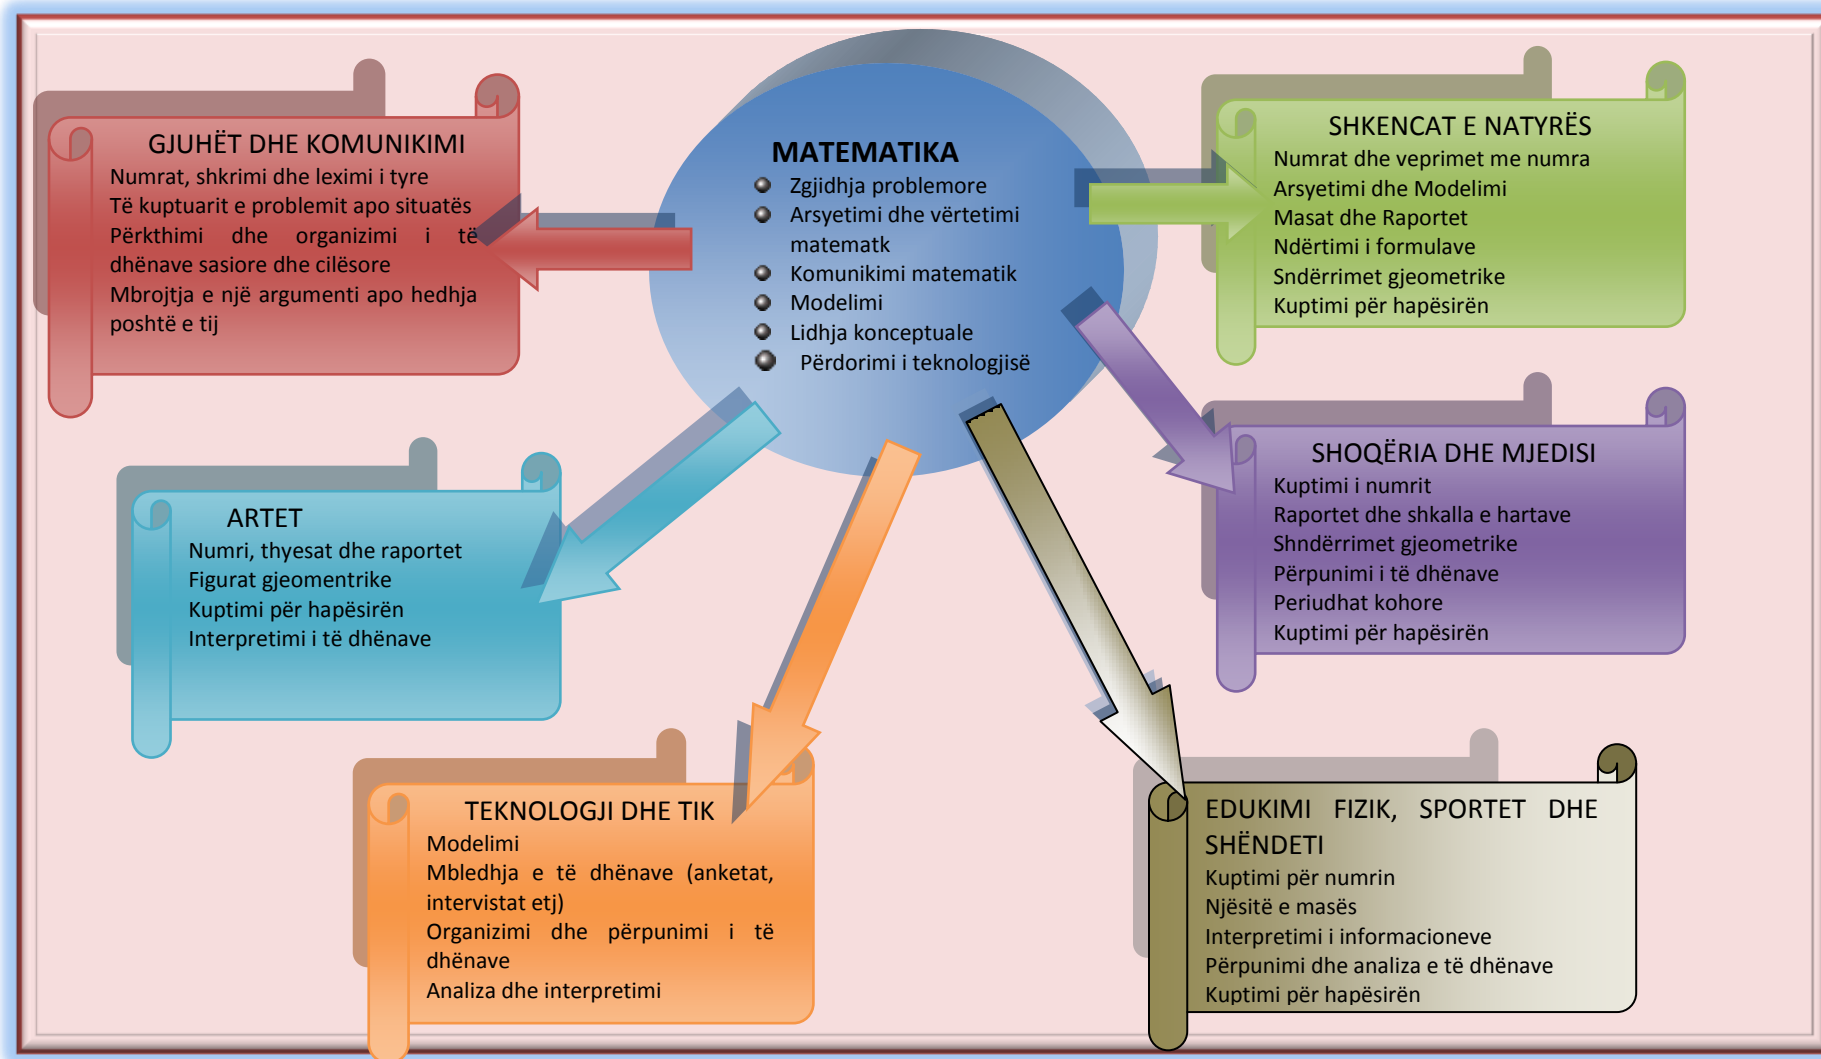 MATEMATIKA
Zgjidhja problemore
Arsyetimi dhe vërtetimi
matematk
Komunikimi matematik
Modelimi
Lidhja konceptuale
Përdorimi i teknologjisë
GJUHËT DHE KOMUNIKIMI
Numrat, shkrimi dhe leximi i tyre
Të kuptuarit e problemit apo situatës
Përkthimi dhe organizimi i të
dhënave sasiore dhe cilësore
Mbrojtja e një argumenti apo hedhja
poshtë e tij
SHKENCAT E NATYRËS
Numrat dhe veprimet me numra
Arsyetimi dhe Modelimi
Masat dhe Raportet
Ndërtimi i formulave
Sndërrimet gjeometrike
Kuptimi për hapësirën
ARTET
Numri, thyesat dhe raportet
Figurat gjeomentrike
Kuptimi për hapësirën
Interpretimi i të dhënave
SHOQËRIA DHE MJEDISI
Kuptimi i numrit
Raportet dhe shkalla e hartave
Shndërrimet gjeometrike
Përpunimi i të dhënave
Periudhat kohore
Kuptimi për hapësirën
TEKNOLOGJI DHE TIK
Modelimi
Mbledhja e të dhënave (anketat,
intervistat etj)
Organizimi dhe përpunimi i të
dhënave
Analiza dhe interpretimi
EDUKIMI FIZIK, SPORTET DHE
SHËNDETI
Kuptimi për numrin
Njësitë e masës
Interpretimi i informacioneve
Përpunimi dhe analiza e të dhënave
Kuptimi për hapësirën